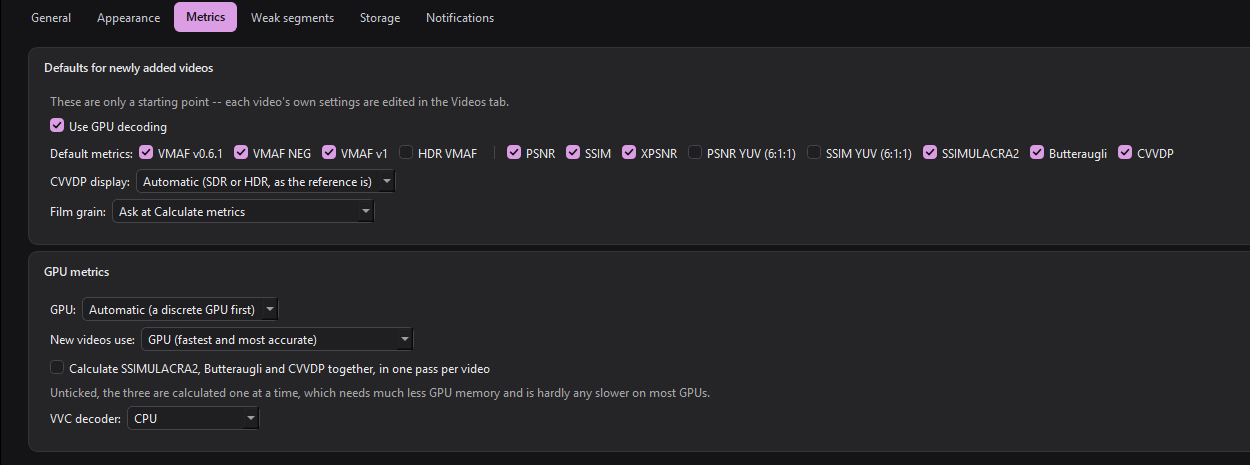 General Appearance Metrics Weak segments Storage Notifications
Defaults for newly added videos
These are only a starting point -- each video's own settings are edited in the Videos tab.
Use GPU decoding
Default metrics: VMAF v0.6.1 VMAF NEG VMAF v1 HDR VMAF PSNR SSIM XPSNR PSNR YUV (6:1:1) SSIM YUV (6:1:1) SSIMULACRA2 Butteraugli CVVDP
CVVDP display: Automatic (SDR or HDR, as the reference is)
Film grain: Ask at Calculate metrics
GPU metrics
GPU: Automatic (a discrete GPU first)
New videos use: GPU (fastest and most accurate)
Calculate SSIMULACRA2, Butteraugli and CVVDP together, in one pass per video
Unticked, the three are calculated one at a time, which needs much less GPU memory and is hardly any slower on most GPUs.
VVC decoder: CPU